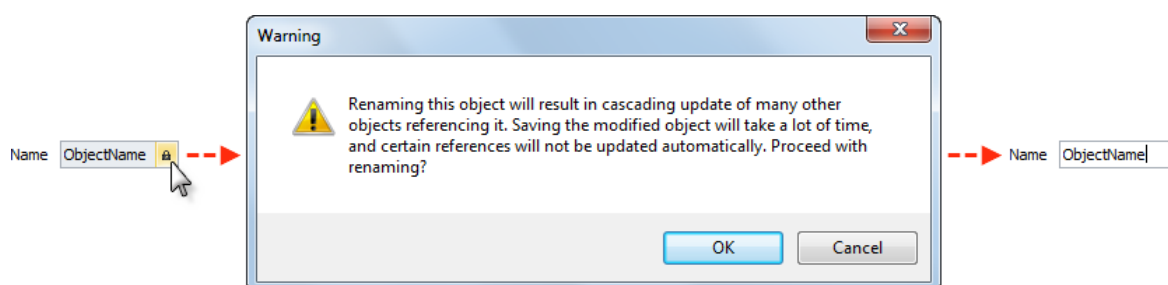 Warning
Renaming this object will result in cascading update of many other
objects referencing it. Saving the modified object will take a lot of time,
and certain references will not be updated automatically. Proceed with
renaming?
Name ObjectName
Name ObjectName
OK Cancel